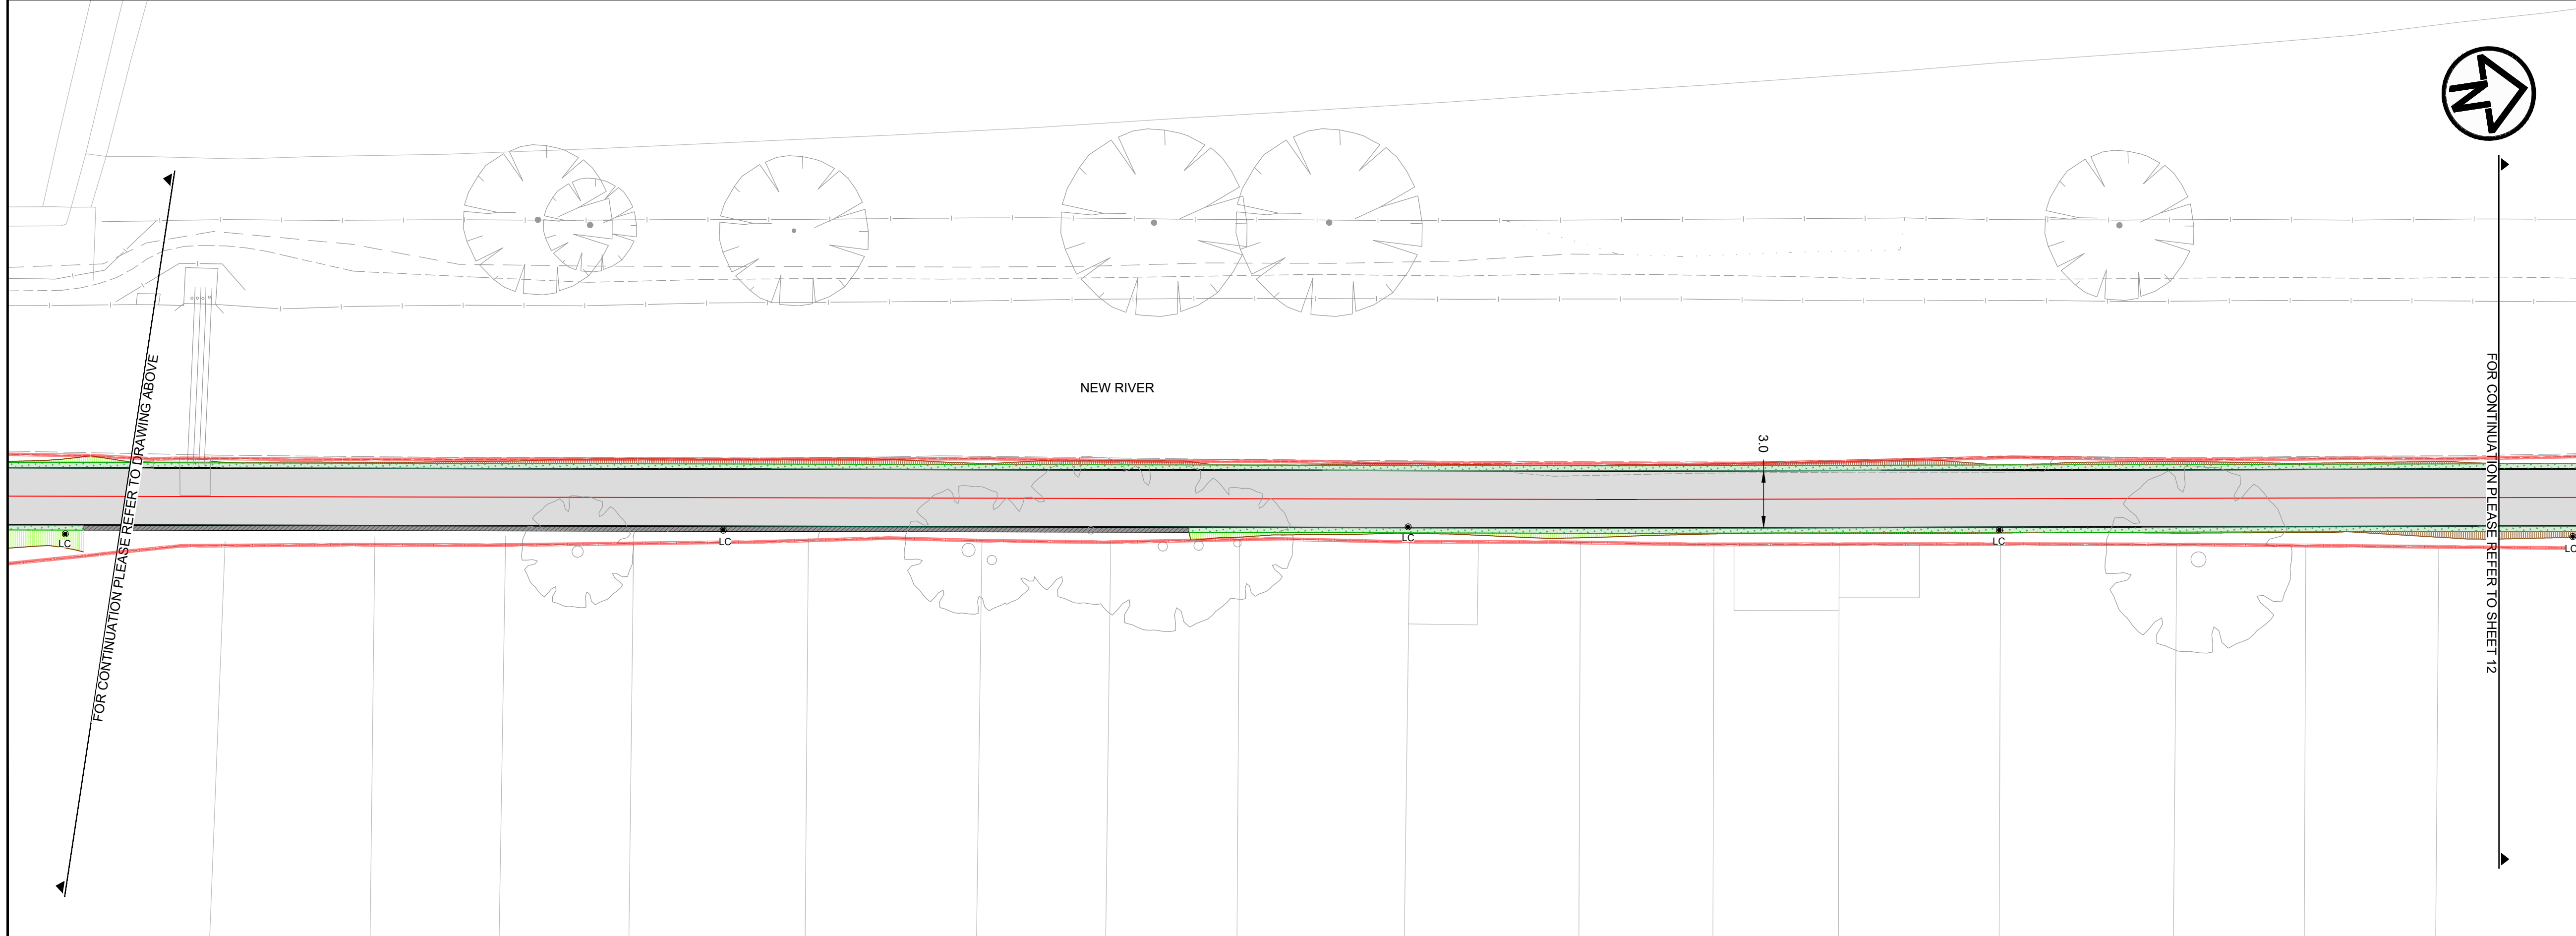 N
FOR CONTINUATION PLEASE REFER TO DRAWING ABOVE
NEW RIVER
3.0
FOR CONTINUATION PLEASE REFER TO SHEET 12
LC
LC
LC
LC
LC